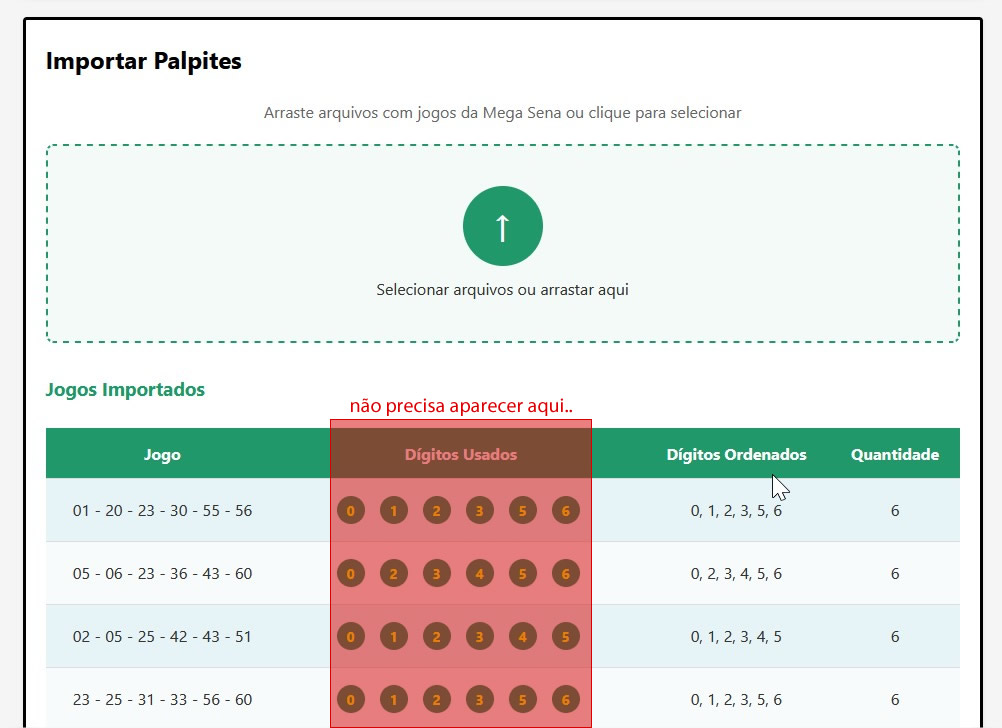 Importar Palpites
Arraste arquivos com jogos da Mega Sena ou clique para selecionar
↑
Selecionar arquivos ou arrastar aqui
Jogos Importados
não precisa aparecer aqui..
Jogo Dígitos Usados Dígitos Ordenados Quantidade
01 - 20 - 23 - 30 - 55 - 56 0 1 2 3 5 6 0, 1, 2, 3, 5, 6 6
05 - 06 - 23 - 36 - 43 - 60 0 2 3 4 5 6 0, 2, 3, 4, 5, 6 6
02 - 05 - 25 - 42 - 43 - 51 0 1 2 3 4 5 0, 1, 2, 3, 4, 5 6
23 - 25 - 31 - 33 - 56 - 60 0 1 2 3 5 6 0, 1, 2, 3, 5, 6 6